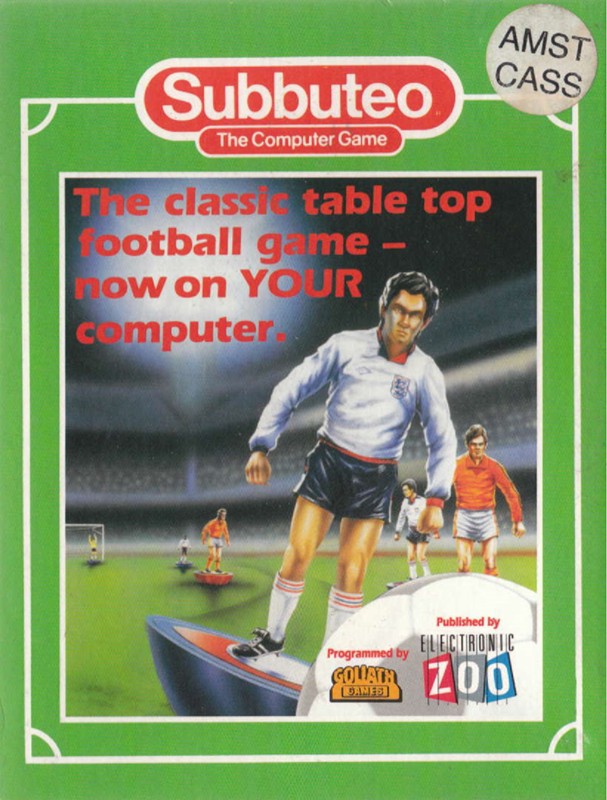 AMST
CASS
Subbuteo
The Computer Game
The classic table top
football game –
now on YOUR
computer.
Programmed by
GOLIATH
GAMES
Published by
ELECTRONIC
ZOO